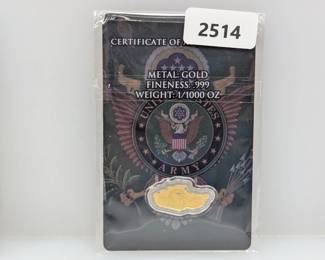 2514
CERTIFICATE OF
METAL: GOLD
FINENESS: .999
WEIGHT: 1/1000 OZ
UNITED STATES
ARMY